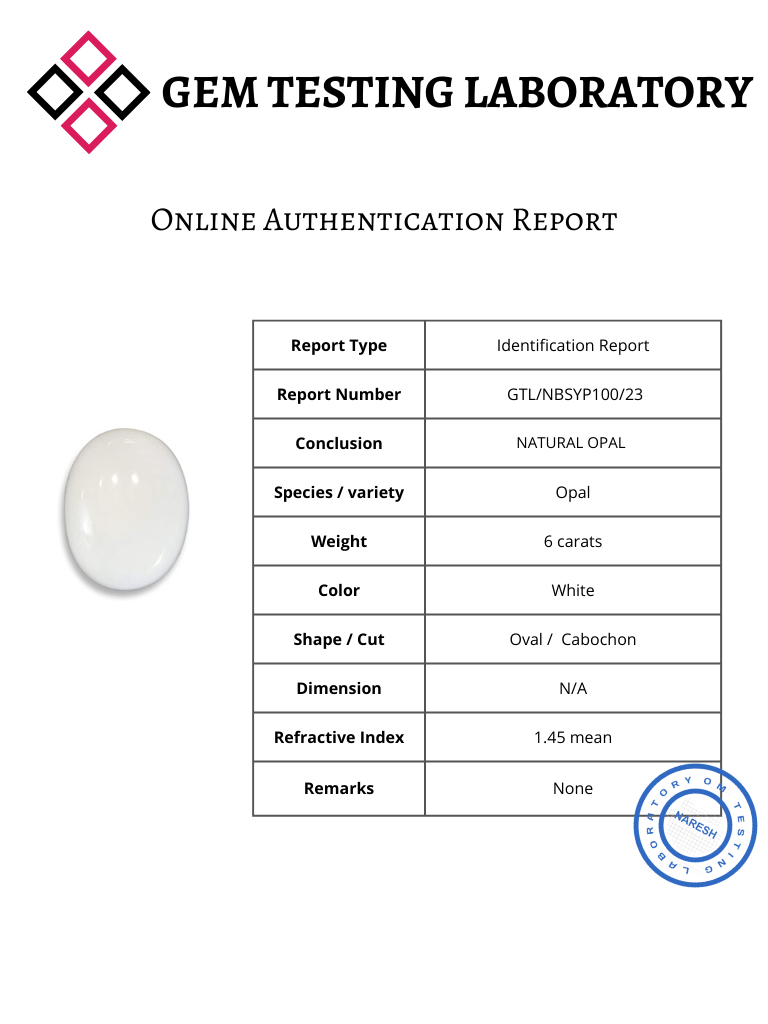 GEM TESTING LABORATORY
Online Authentication Report
Report Type Identification Report
Report Number GTL/NBSYP100/23
Conclusion NATURAL OPAL
Species / variety Opal
Weight 6 carats
Color White
Shape / Cut Oval / Cabochon
Dimension N/A
Refractive Index 1.45 mean
Remarks None
OM TESTING LABORATORY
NARESH